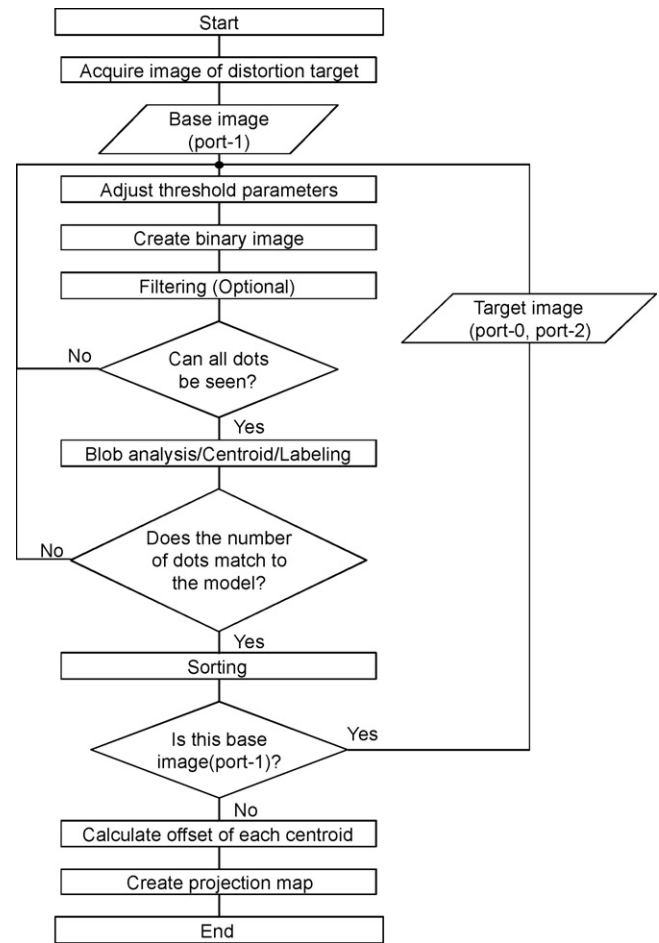 Start
Acquire image of distortion target
Base image
(port-1)
Adjust threshold parameters
Create binary image
Filtering (Optional)
Target image
(port-0, port-2)
No
Can all dots
be seen?
Yes
Blob analysis/Centroid/Labeling
No
Does the number
of dots match to
the model?
Yes
Sorting
Is this base
image(port-1)?
Yes
No
Calculate offset of each centroid
Create projection map
End